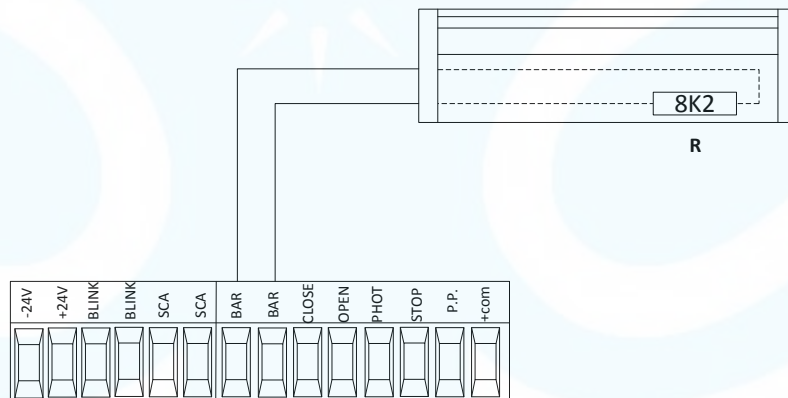 8K2
R
-24V
+24V
BLINK
BLINK
SCA
SCA
BAR
BAR
CLOSE
OPEN
PHOT
STOP
P.P.
+com